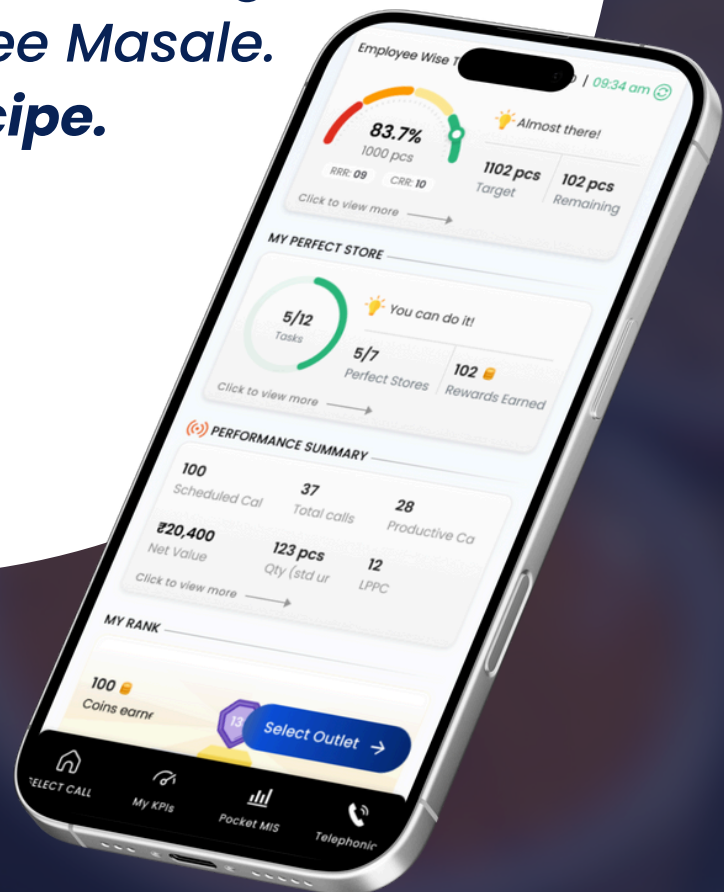 ee Masale.
cipe.
Employee Wise T
| 09:34 am
83.7%
1000 pcs
RRR: 09 CRR: 10
Almost there!
1102 pcs 102 pcs
Target Remaining
Click to view more
MY PERFECT STORE
5/12
Tasks
You can do it!
5/7 102
Perfect Stores Rewards Earned
Click to view more
PERFORMANCE SUMMARY
100 37 28
Scheduled Cal Total calls Productive Ca
₹20,400 123 pcs 12
Net Value Qty (std ur LPPC
Click to view more
MY RANK
100
Coins earne
13
Select Outlet
SELECT CALL My KPIs Pocket MIS Telephonic